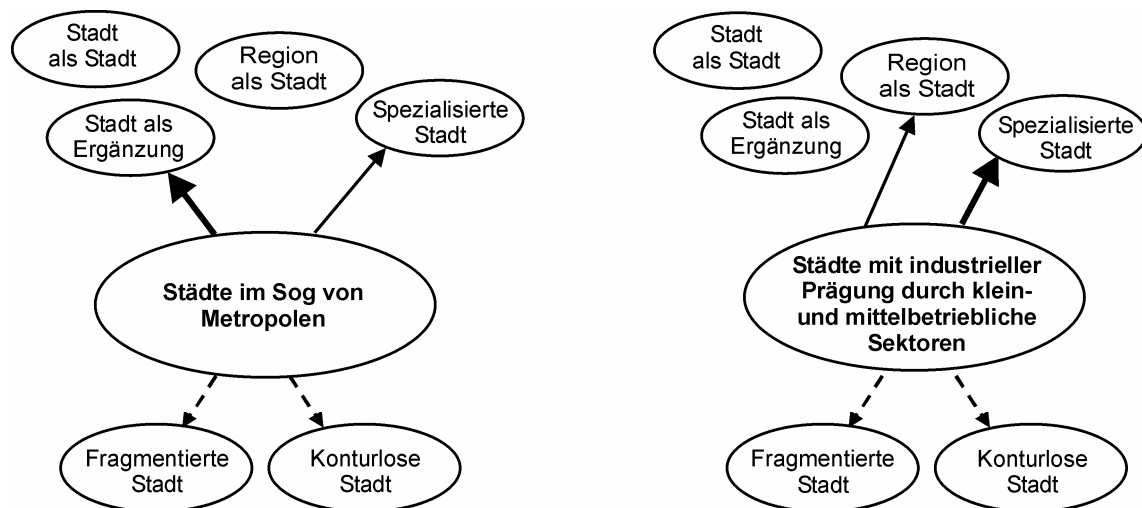 Stadt
als Stadt
Region
als Stadt
Stadt als
Ergänzung
Spezialisierte
Stadt
Städte im Sog von
Metropolen
Fragmentierte
Stadt
Konturlose
Stadt
Stadt
als Stadt
Region
als Stadt
Stadt als
Ergänzung
Spezialisierte
Stadt
Städte mit industrieller
Prägung durch klein-
und mittelbetriebliche
Sektoren
Fragmentierte
Stadt
Konturlose
Stadt